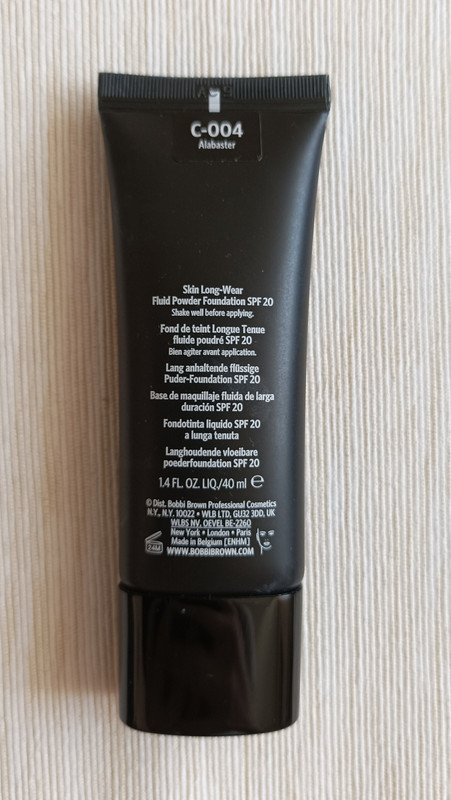 C-004
Alabaster
Skin Long-Wear
Fluid Powder Foundation SPF 20
Shake well before applying.
Fond de teint Longue Tenue
fluide poudré SPF 20
Bien agiter avant application.
Lang anhaltende flüssige
Puder-Foundation SPF 20
Base de maquillaje fluida de larga
duración SPF 20
Fondotinta liquido SPF 20
a lunga tenuta
Langhoudende vloeibare
poederfoundation SPF 20
1.4 FL. OZ. LIQ./40 ml ℮
© Dist. Bobbi Brown Professional Cosmetics
N.Y., N.Y. 10022 • WLB LTD, GU32 3DD, UK
WLBS NV, OEVEL BE-2260
New York • London • Paris
Made in Belgium [ENHM]
24M
WWW.BOBBIBROWN.COM